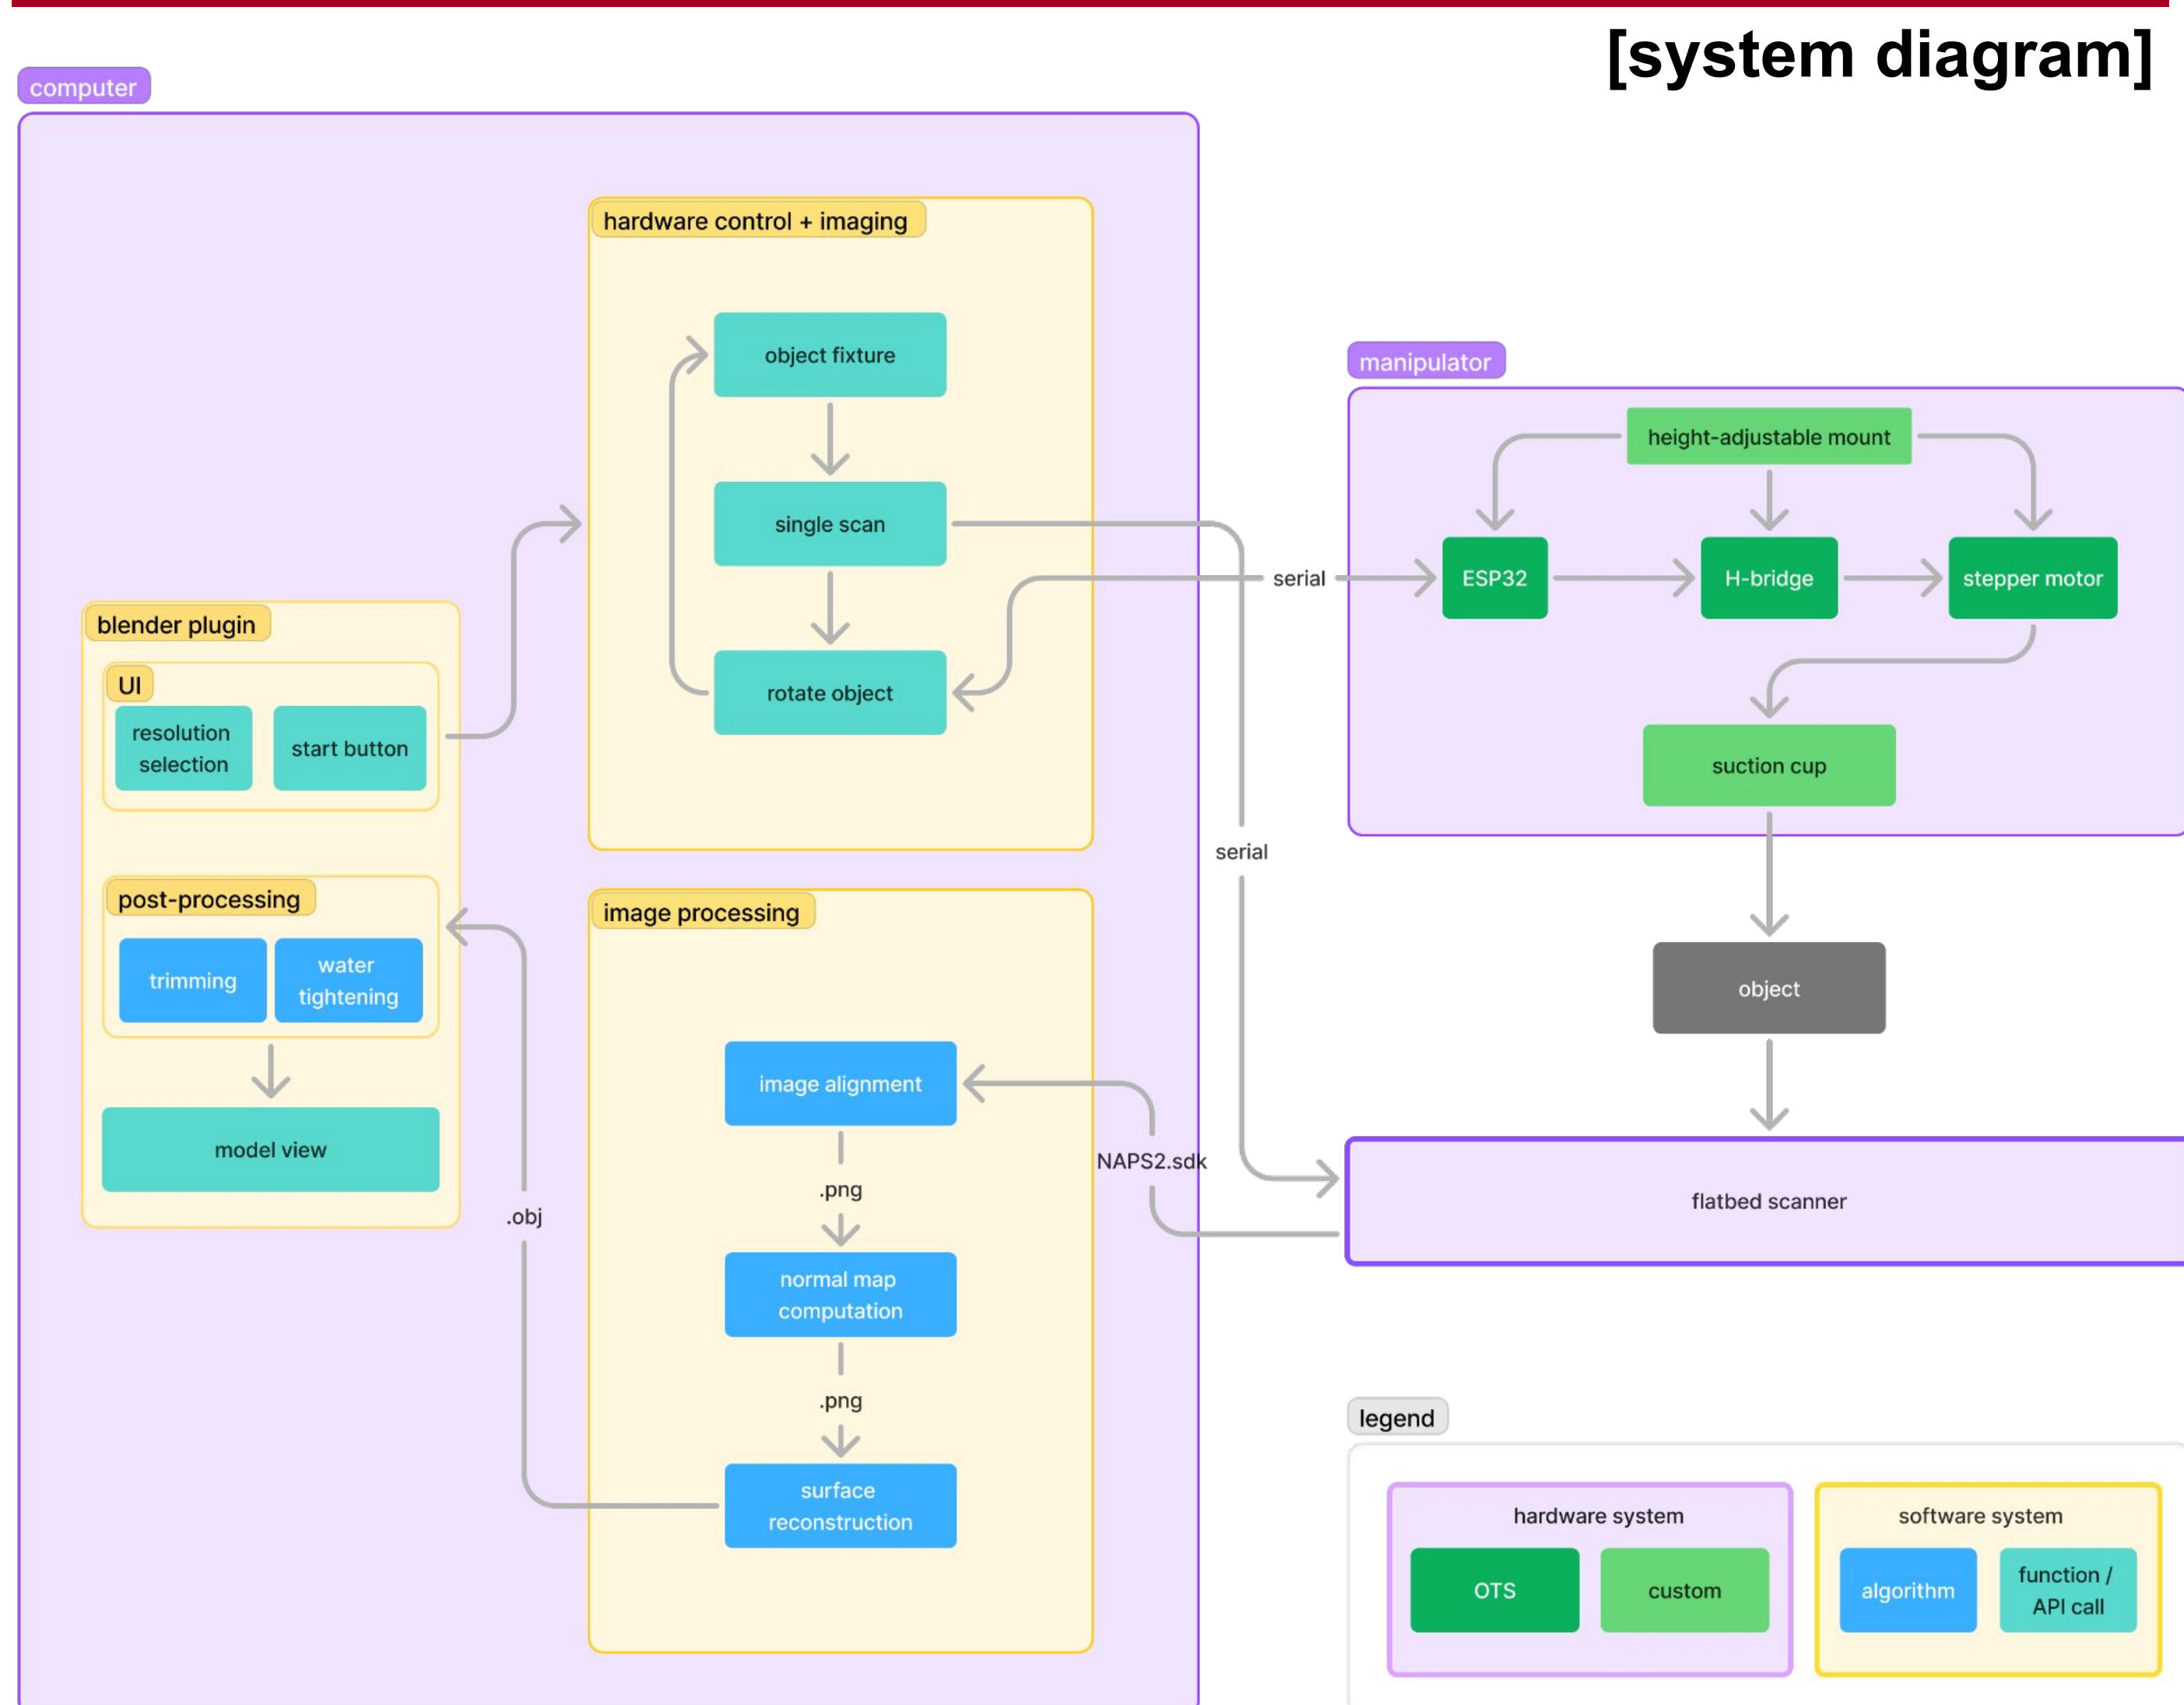 [system diagram]
computer
hardware control + imaging
object fixture
single scan
rotate object
blender plugin
UI
resolution
selection
start button
post-processing
trimming
water
tightening
model view
.obj
image processing
image alignment
.png
normal map
computation
.png
surface
reconstruction
serial
serial
NAPS2.sdk
manipulator
height-adjustable mount
ESP32
H-bridge
stepper motor
suction cup
object
flatbed scanner
legend
hardware system
OTS
custom
software system
algorithm
function /
API call